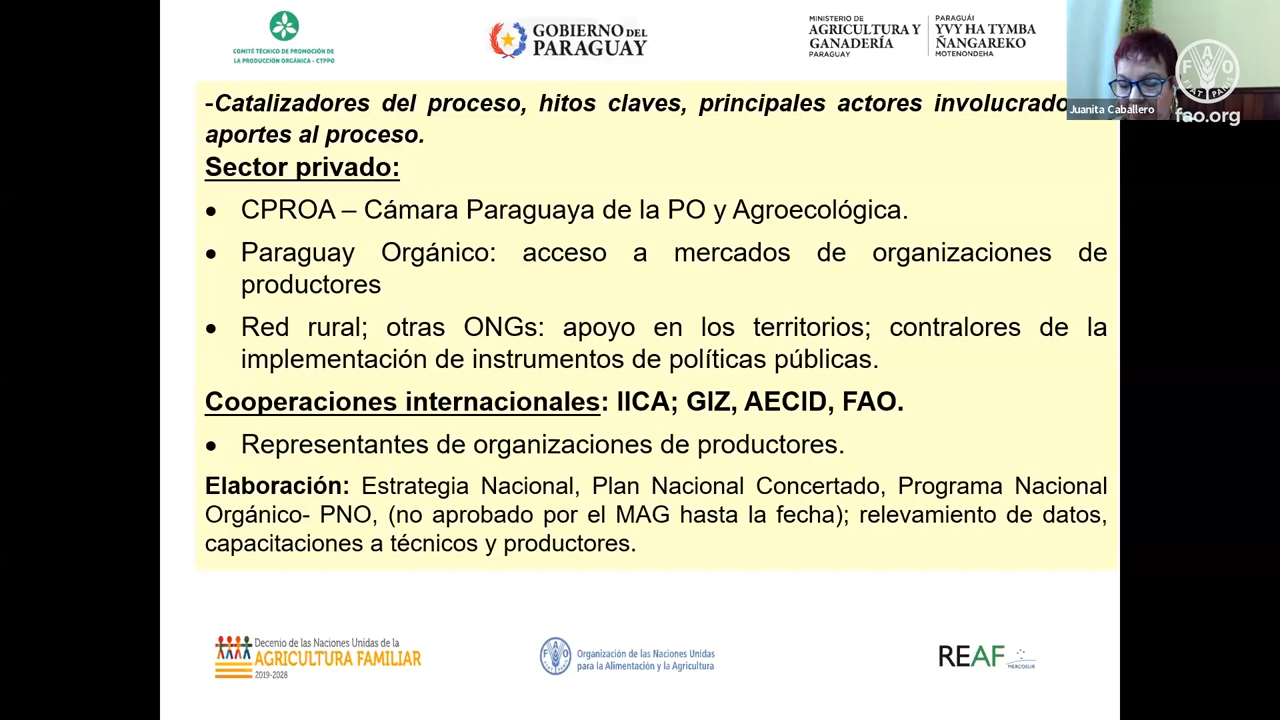 COMITÉ TÉCNICO DE PROMOCIÓN DE
LA PRODUCCIÓN ORGÁNICA - CTPPO
GOBIERNO DEL
PARAGUAY
MINISTERIO DE
AGRICULTURA Y
GANADERÍA
PARAGUAY
PARAGUÁI
YVY HA TYMBA
ÑANGAREKO
MOTENONDEHA
Juanita Caballero
FAO
FIAT PANIS
fao.org
-Catalizadores del proceso, hitos claves, principales actores involucrado
aportes al proceso.
Sector privado:
• CPROA – Cámara Paraguaya de la PO y Agroecológica.
• Paraguay Orgánico: acceso a mercados de organizaciones de
productores
• Red rural; otras ONGs: apoyo en los territorios; contralores de la
implementación de instrumentos de políticas públicas.
Cooperaciones internacionales: IICA; GIZ, AECID, FAO.
• Representantes de organizaciones de productores.
Elaboración: Estrategia Nacional, Plan Nacional Concertado, Programa Nacional
Orgánico- PNO, (no aprobado por el MAG hasta la fecha); relevamiento de datos,
capacitaciones a técnicos y productores.
Decenio de las Naciones Unidas de la
AGRICULTURA FAMILIAR
2019-2028
FAO
Organización de las Naciones Unidas
para la Alimentación y la Agricultura
REAF
MERCOSUR